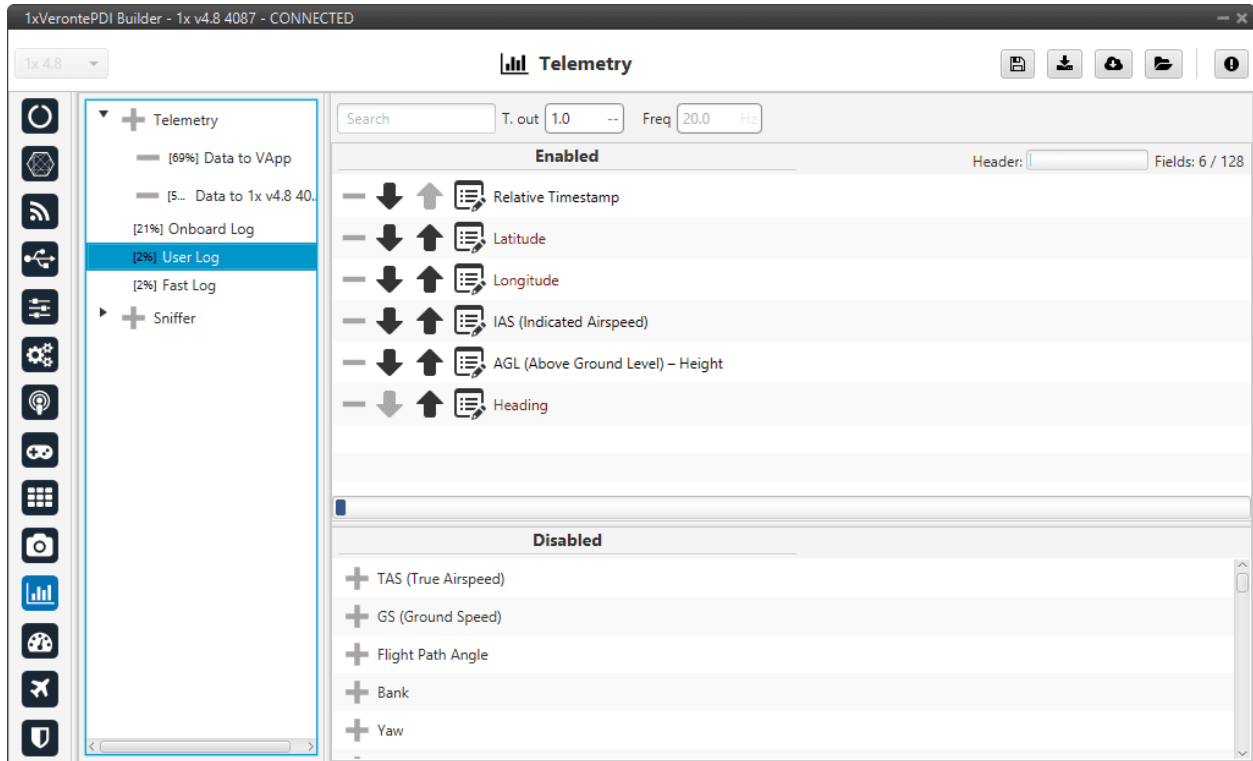 1xVerontePDI Builder - 1x v4.8 4087 - CONNECTED
1x 4.8
Telemetry
Telemetry
[69%] Data to VApp
[5... Data to 1x v4.8 40..
[21%] Onboard Log
[2%] User Log
[2%] Fast Log
Sniffer
Search T. out 1.0 -- Freq 20.0 Hz
Enabled
Header: Fields: 6 / 128
Relative Timestamp
Latitude
Longitude
IAS (Indicated Airspeed)
AGL (Above Ground Level) – Height
Heading
Disabled
TAS (True Airspeed)
GS (Ground Speed)
Flight Path Angle
Bank
Yaw